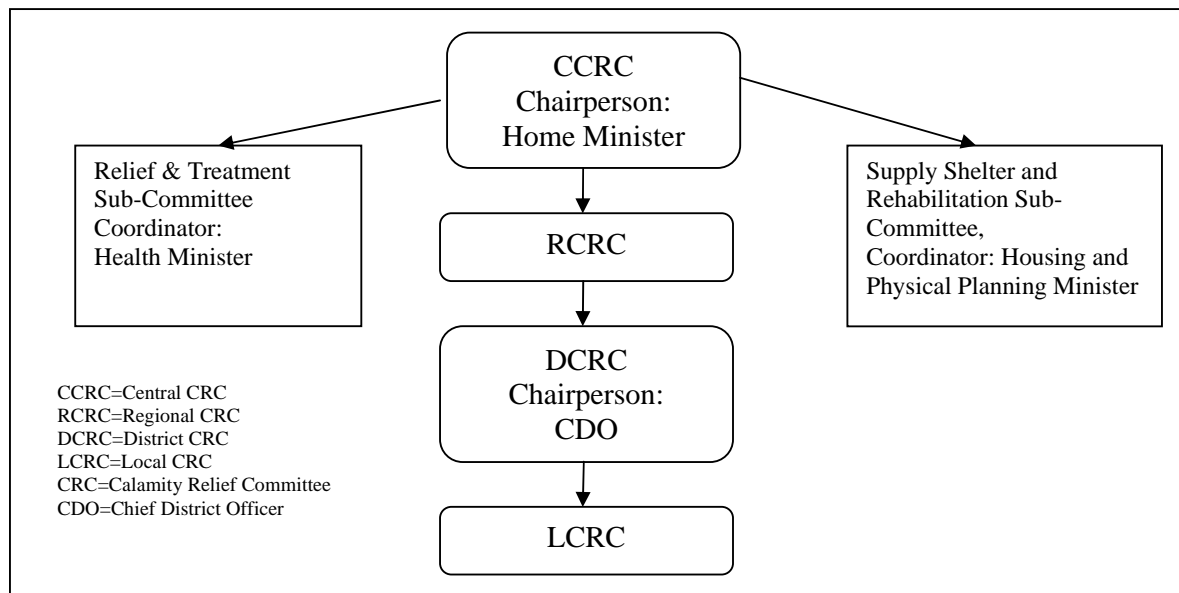 CCRC
Chairperson:
Home Minister
Relief & Treatment
Sub-Committee
Coordinator:
Health Minister
Supply Shelter and
Rehabilitation Sub-
Committee,
Coordinator: Housing and
Physical Planning Minister
RCRC
DCRC
Chairperson:
CDO
LCRC
CCRC=Central CRC
RCRC=Regional CRC
DCRC=District CRC
LCRC=Local CRC
CRC=Calamity Relief Committee
CDO=Chief District Officer